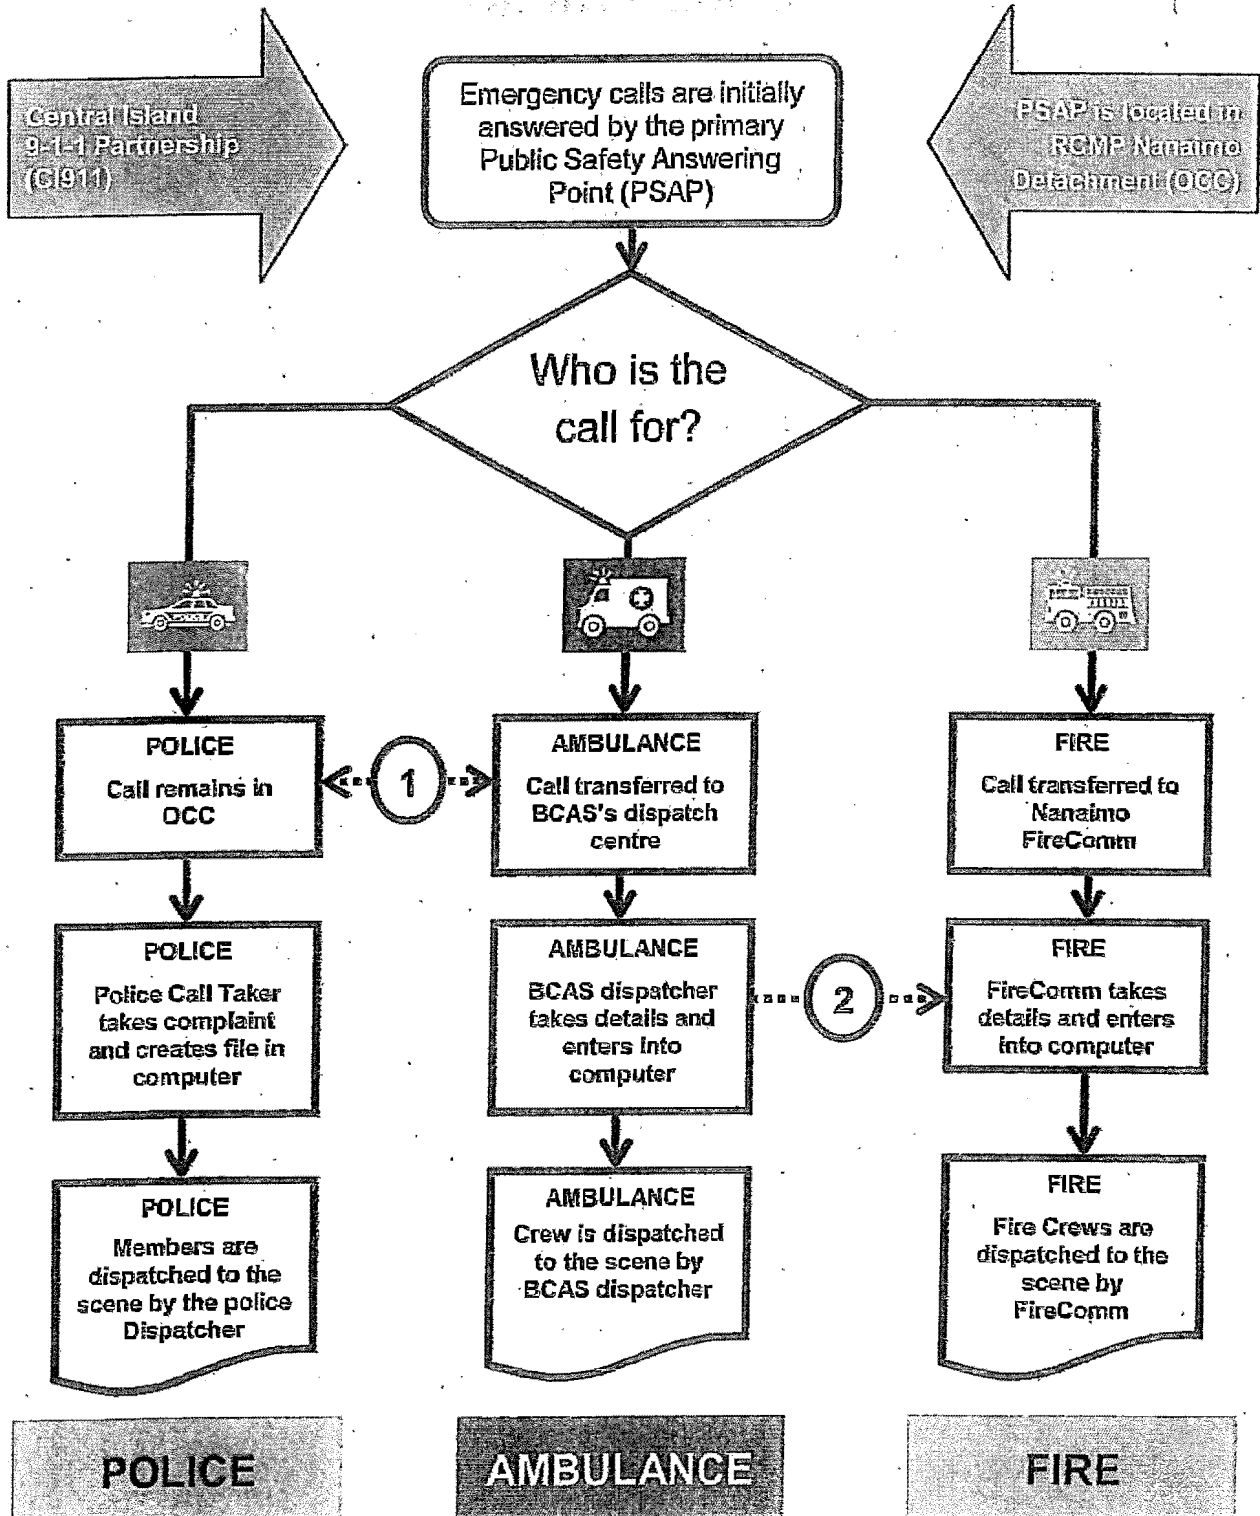 Central Island
9-1-1 Partnership
(CI911)
Emergency calls are initially
answered by the primary
Public Safety Answering
Point (PSAP)
PSAP is located in
RCMP Nanaimo
Detachment (OCC)
Who is the
call for?
POLICE
Call remains in
OCC
1
AMBULANCE
Call transferred to
BCAS's dispatch
centre
FIRE
Call transferred to
Nanaimo
FireComm
POLICE
Police Call Taker
takes complaint
and creates file in
computer
AMBULANCE
BCAS dispatcher
takes details and
enters into
computer
2
FIRE
FireComm takes
details and enters
into computer
POLICE
Members are
dispatched to the
scene by the police
Dispatcher
AMBULANCE
Crew is dispatched
to the scene by
BCAS dispatcher
FIRE
Fire Crews are
dispatched to the
scene by
FireComm
POLICE
AMBULANCE
FIRE